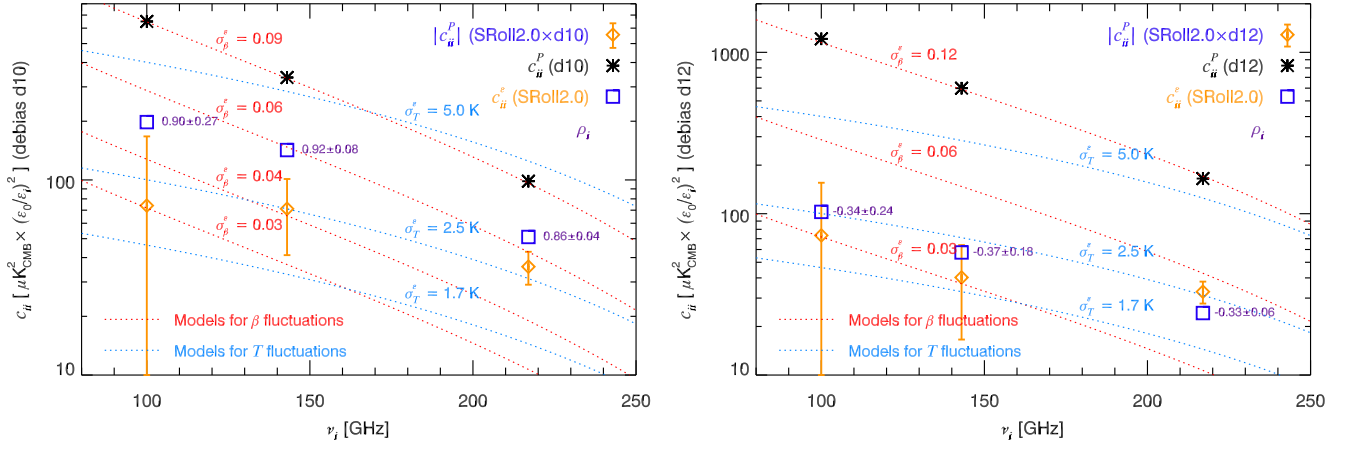 |c_ii^P| (SRoll2.0×d10)
c_ii^P (d10)
c_ii^ε (SRoll2.0)
ρ_i
σ_β^ε = 0.09
σ_β^ε = 0.06
σ_β^ε = 0.04
σ_β^ε = 0.03
σ_T^ε = 5.0 K
σ_T^ε = 2.5 K
σ_T^ε = 1.7 K
0.90±0.27
0.92±0.08
0.86±0.04
Models for β fluctuations
Models for T fluctuations
100
10
c_ii [ μK²_CMB × (ε_0/ε_i)² ] (debias d10)
100 150 200 250
ν_i [GHz]
|c_ii^P| (SRoll2.0×d12)
c_ii^P (d12)
c_ii^ε (SRoll2.0)
ρ_i
σ_β^ε = 0.12
σ_β^ε = 0.06
σ_β^ε = 0.03
σ_T^ε = 5.0 K
σ_T^ε = 2.5 K
σ_T^ε = 1.7 K
-0.34±0.24
-0.37±0.18
-0.33±0.06
Models for β fluctuations
Models for T fluctuations
1000
100
10
c_ii [ μK²_CMB × (ε_0/ε_i)² ] (debias d12)
100 150 200 250
ν_i [GHz]